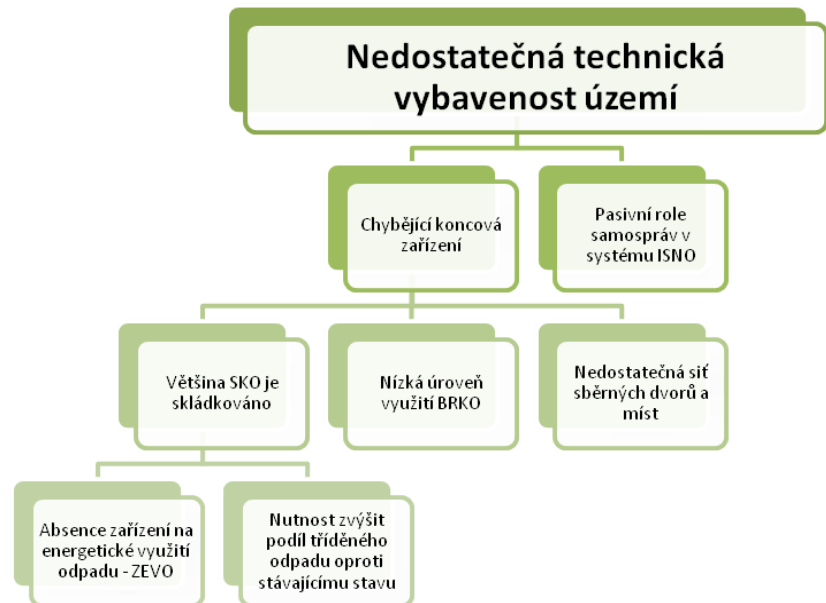 Nedostatečná technická
vybavenost území
Chybějící koncová
zařízení
Pasivní role
samospráv v
systému ISNO
Většina SKO je
skládkováno
Nízká úroveň
využití BRKO
Nedostatečná síť
sběrných dvorů a
míst
Absence zařízení na
energetické využití
odpadu - ZEVO
Nutnost zvýšit
podíl tříděného
odpadu oproti
stávajícímu stavu